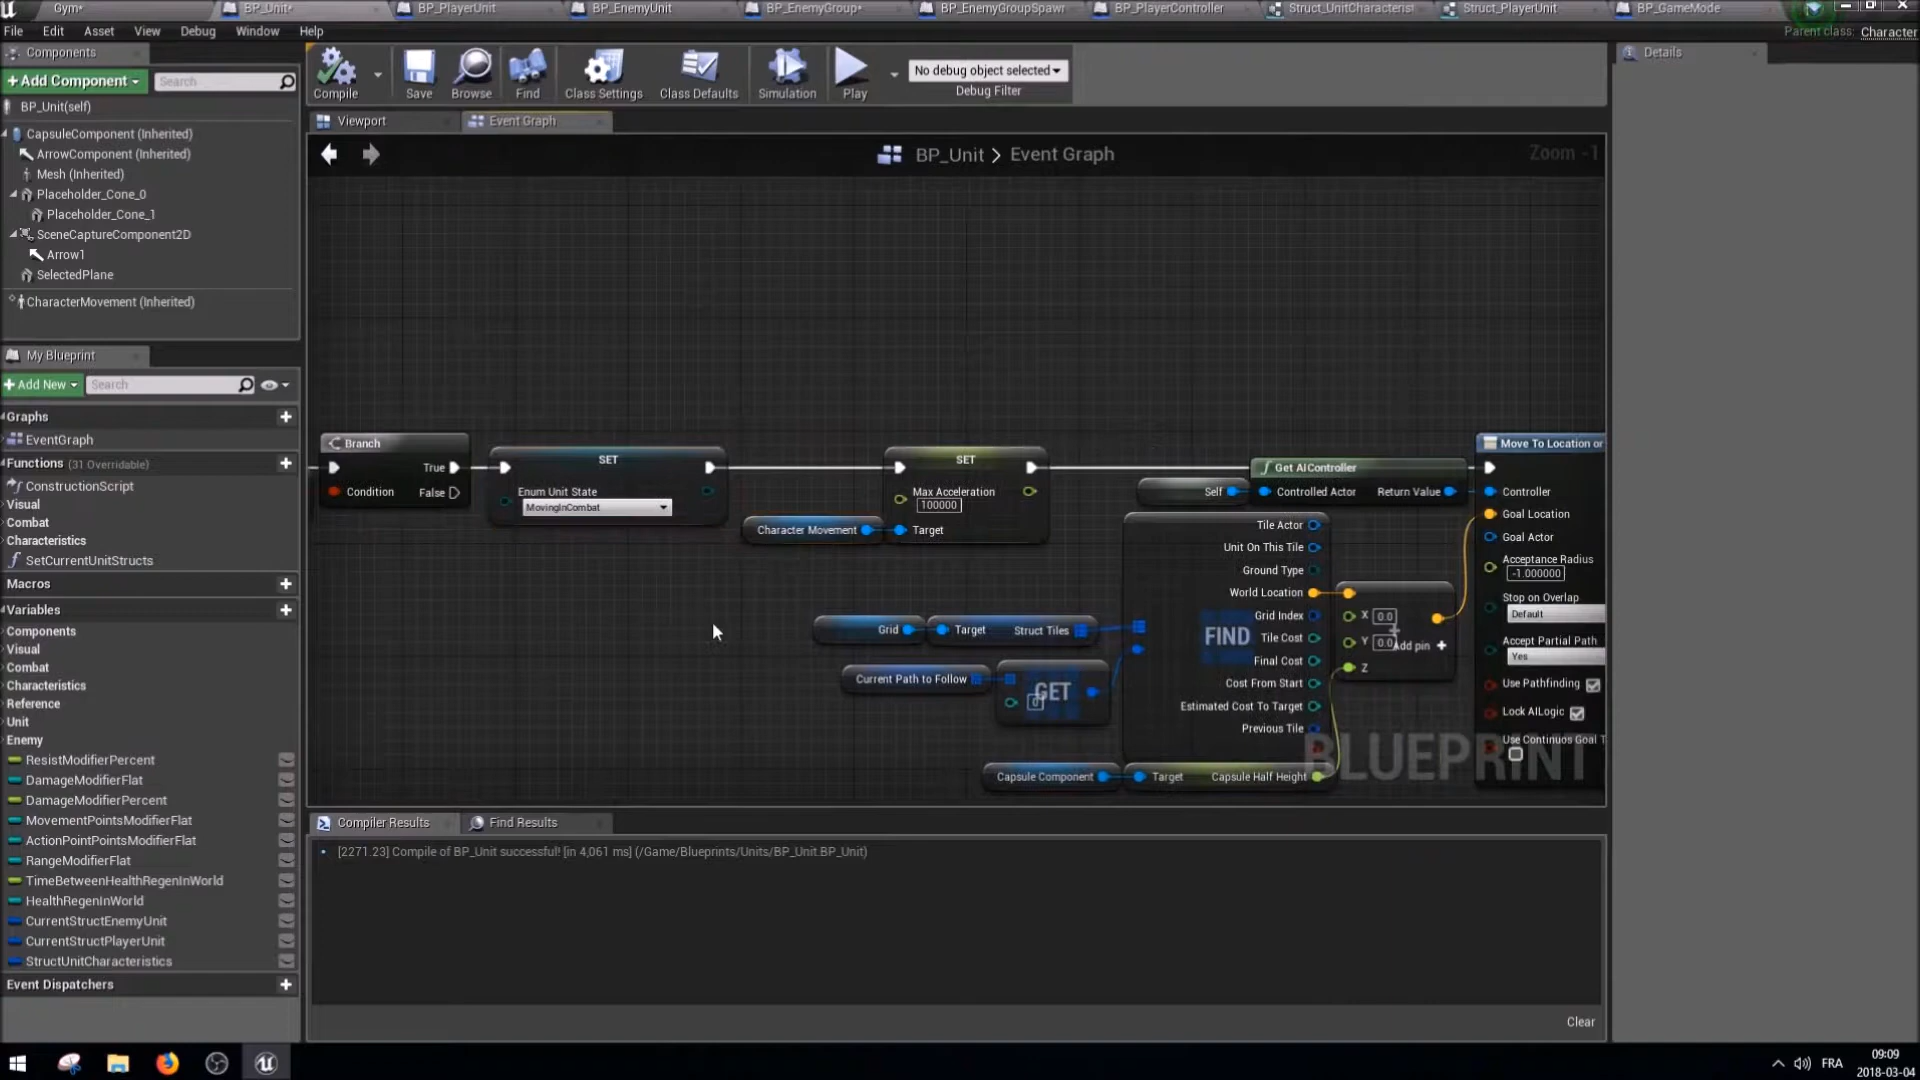 Gym*
BP_Unit*
BP_PlayerUnit
BP_EnemyUnit
BP_EnemyGroup*
BP_EnemyGroupSpawr
BP_PlayerController
Struct_UnitCharacterist
Struct_PlayerUnit
BP_GameMode
File Edit Asset View Window Help
Parent class: Character
Components
+Add Component
Search
BP_Unit(self)
CapsuleComponent (Inherited)
ArrowComponent (Inherited)
Mesh (Inherited)
Placeholder_Cone_0
Placeholder_Cone_1
SceneCaptureComponent2D
Arrow1
SelectedPlane
CharacterMovement (Inherited)
My Blueprint
+Add New
Search
Graphs
EventGraph
Functions (31 Overridable)
ConstructionScript
Visual
Combat
Characteristics
SetCurrentUnitStructs
Macros
Variables
Components
Visual
Combat
Characteristics
Reference
Unit
Enemy
ResistModifierPercent
DamageModifierFlat
DamageModifierPercent
MovementPointsModifierFlat
ActionPointPointsModifierFlat
RangeModifierFlat
TimeBetweenHealthRegenInWorld
HealthRegenInWorld
CurrentStructEnemyUnit
CurrentStructPlayerUnit
StructUnitCharacteristics
Event Dispatchers
Compile
Save
Browse
Find
Class Settings
Class Defaults
Simulation
Play
No debug object selected
Debug Filter
Details
Viewport
Event Graph
BP_Unit > Event Graph
Zoom -1
Branch
True
Condition
False
SET
Enum Unit State
MovingInCombat
SET
Max Acceleration
100000
Character Movement
Target
Get AIController
Self
Controlled Actor
Return Value
Move To Location or
Controller
Goal Location
Goal Actor
Acceptance Radius
-1.000000
Stop on Overlap
Default
Accept Partial Path
Yes
Use Pathfinding
Lock AILogic
Use Continuos Goal T
Tile Actor
Unit On This Tile
Ground Type
World Location
Grid Index
Tile Cost
Final Cost
Cost From Start
Estimated Cost To Target
Previous Tile
FIND
X 0.0
Y 0.0
Add pin +
Z
Grid
Target
Struct Tiles
Current Path to Follow
GET
0
Capsule Component
Target
Capsule Half Height
BLUEPRINT
Compiler Results
Find Results
[2271.23] Compile of BP_Unit successful! [in 4,061 ms] (/Game/Blueprints/Units/BP_Unit.BP_Unit)
Clear
FRA
09:09
2018-03-04